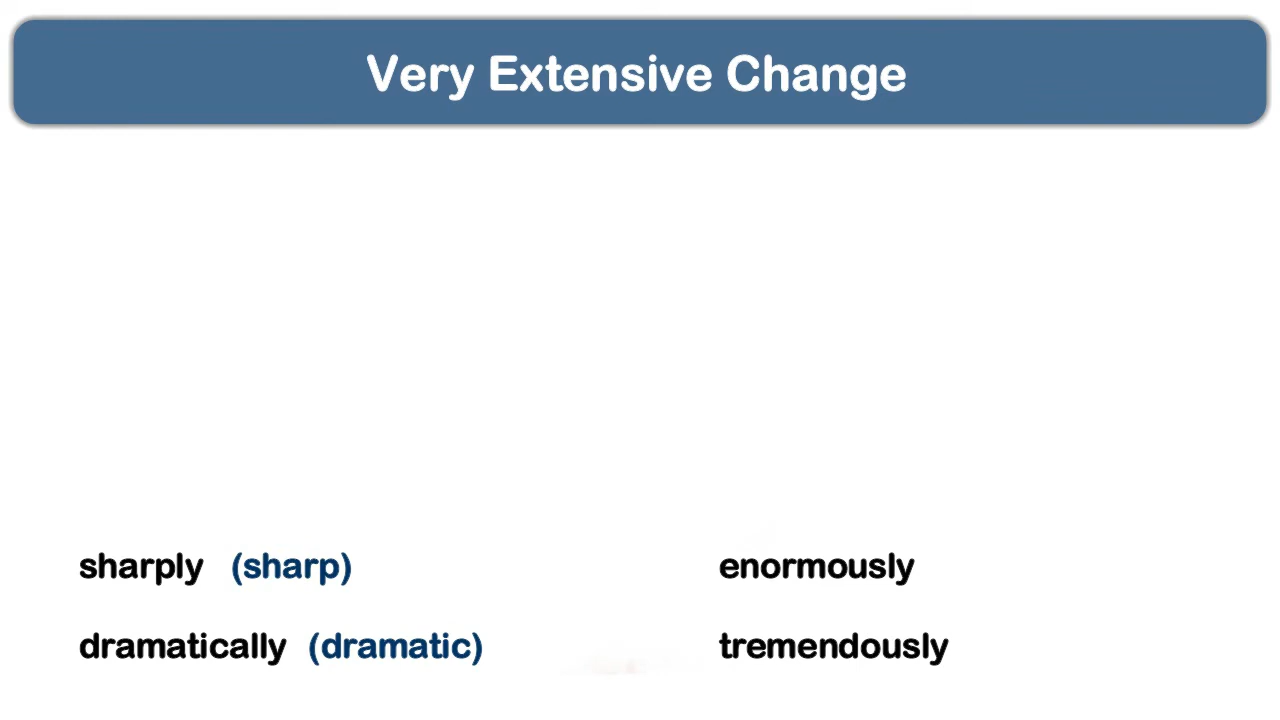 Very Extensive Change
sharply (sharp)
enormously
dramatically (dramatic)
tremendously